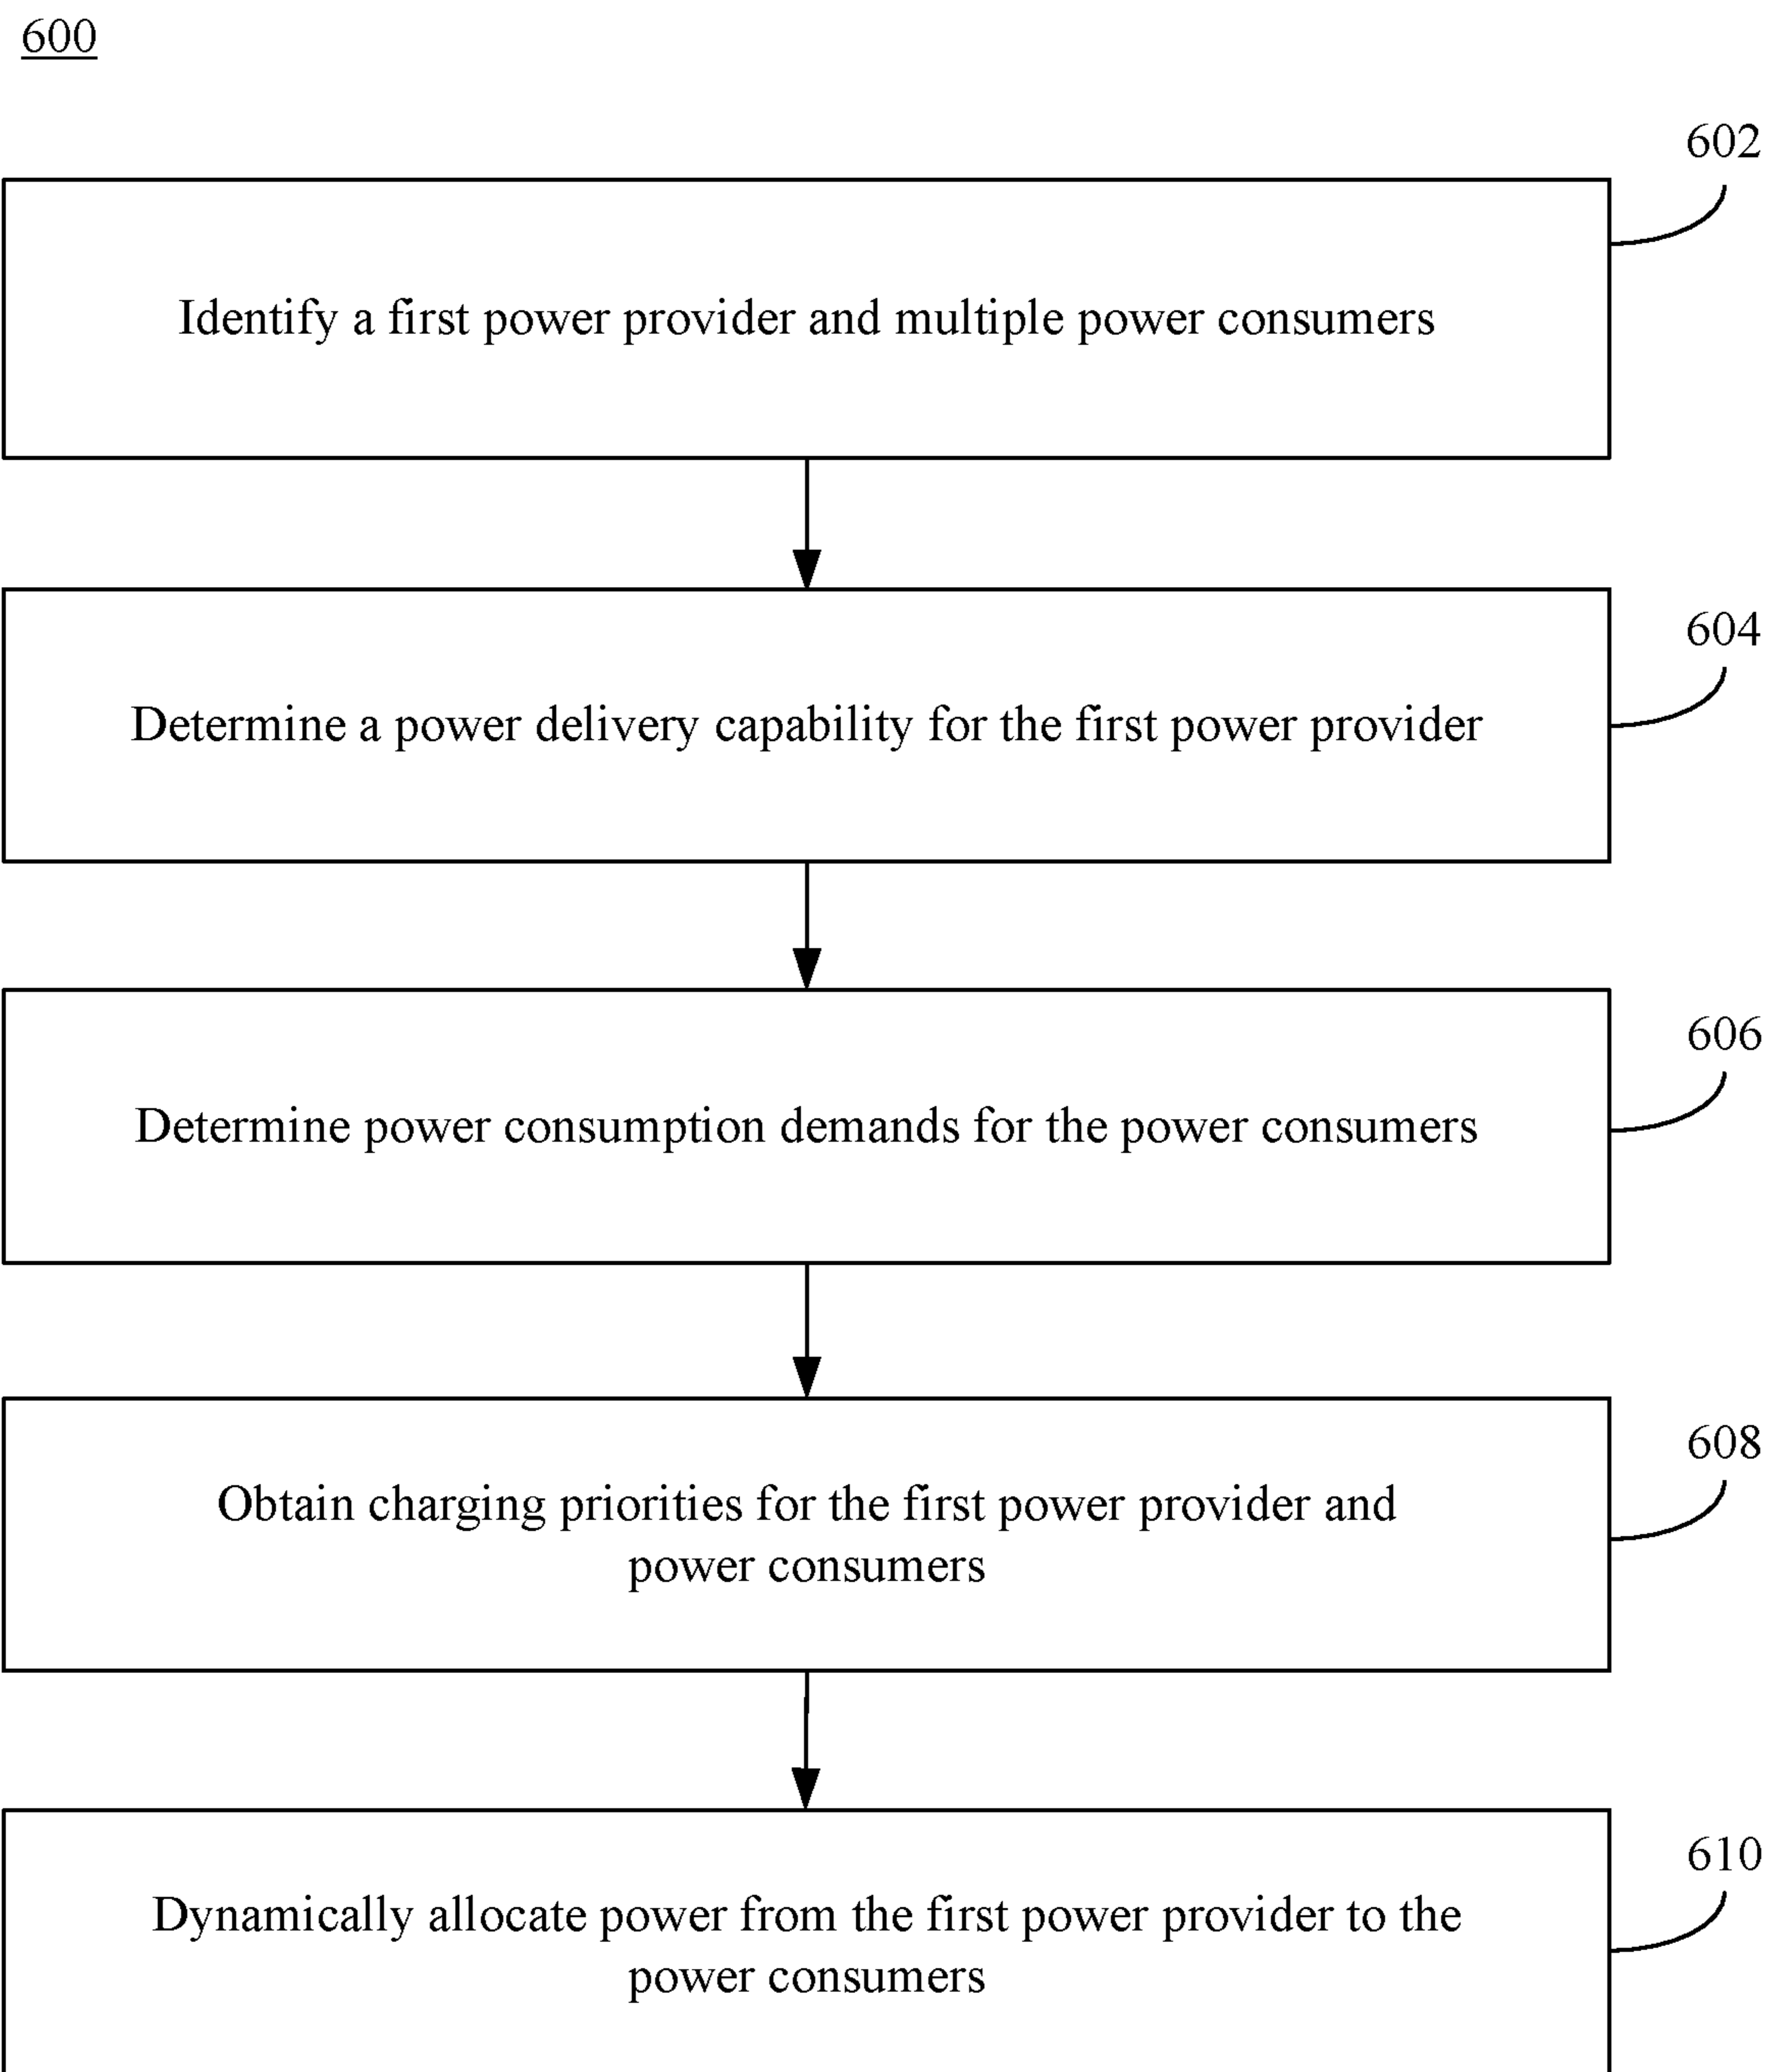 600
602
Identify a first power provider and multiple power consumers
604
Determine a power delivery capability for the first power provider
606
Determine power consumption demands for the power consumers
608
Obtain charging priorities for the first power provider and
power consumers
610
Dynamically allocate power from the first power provider to the
power consumers